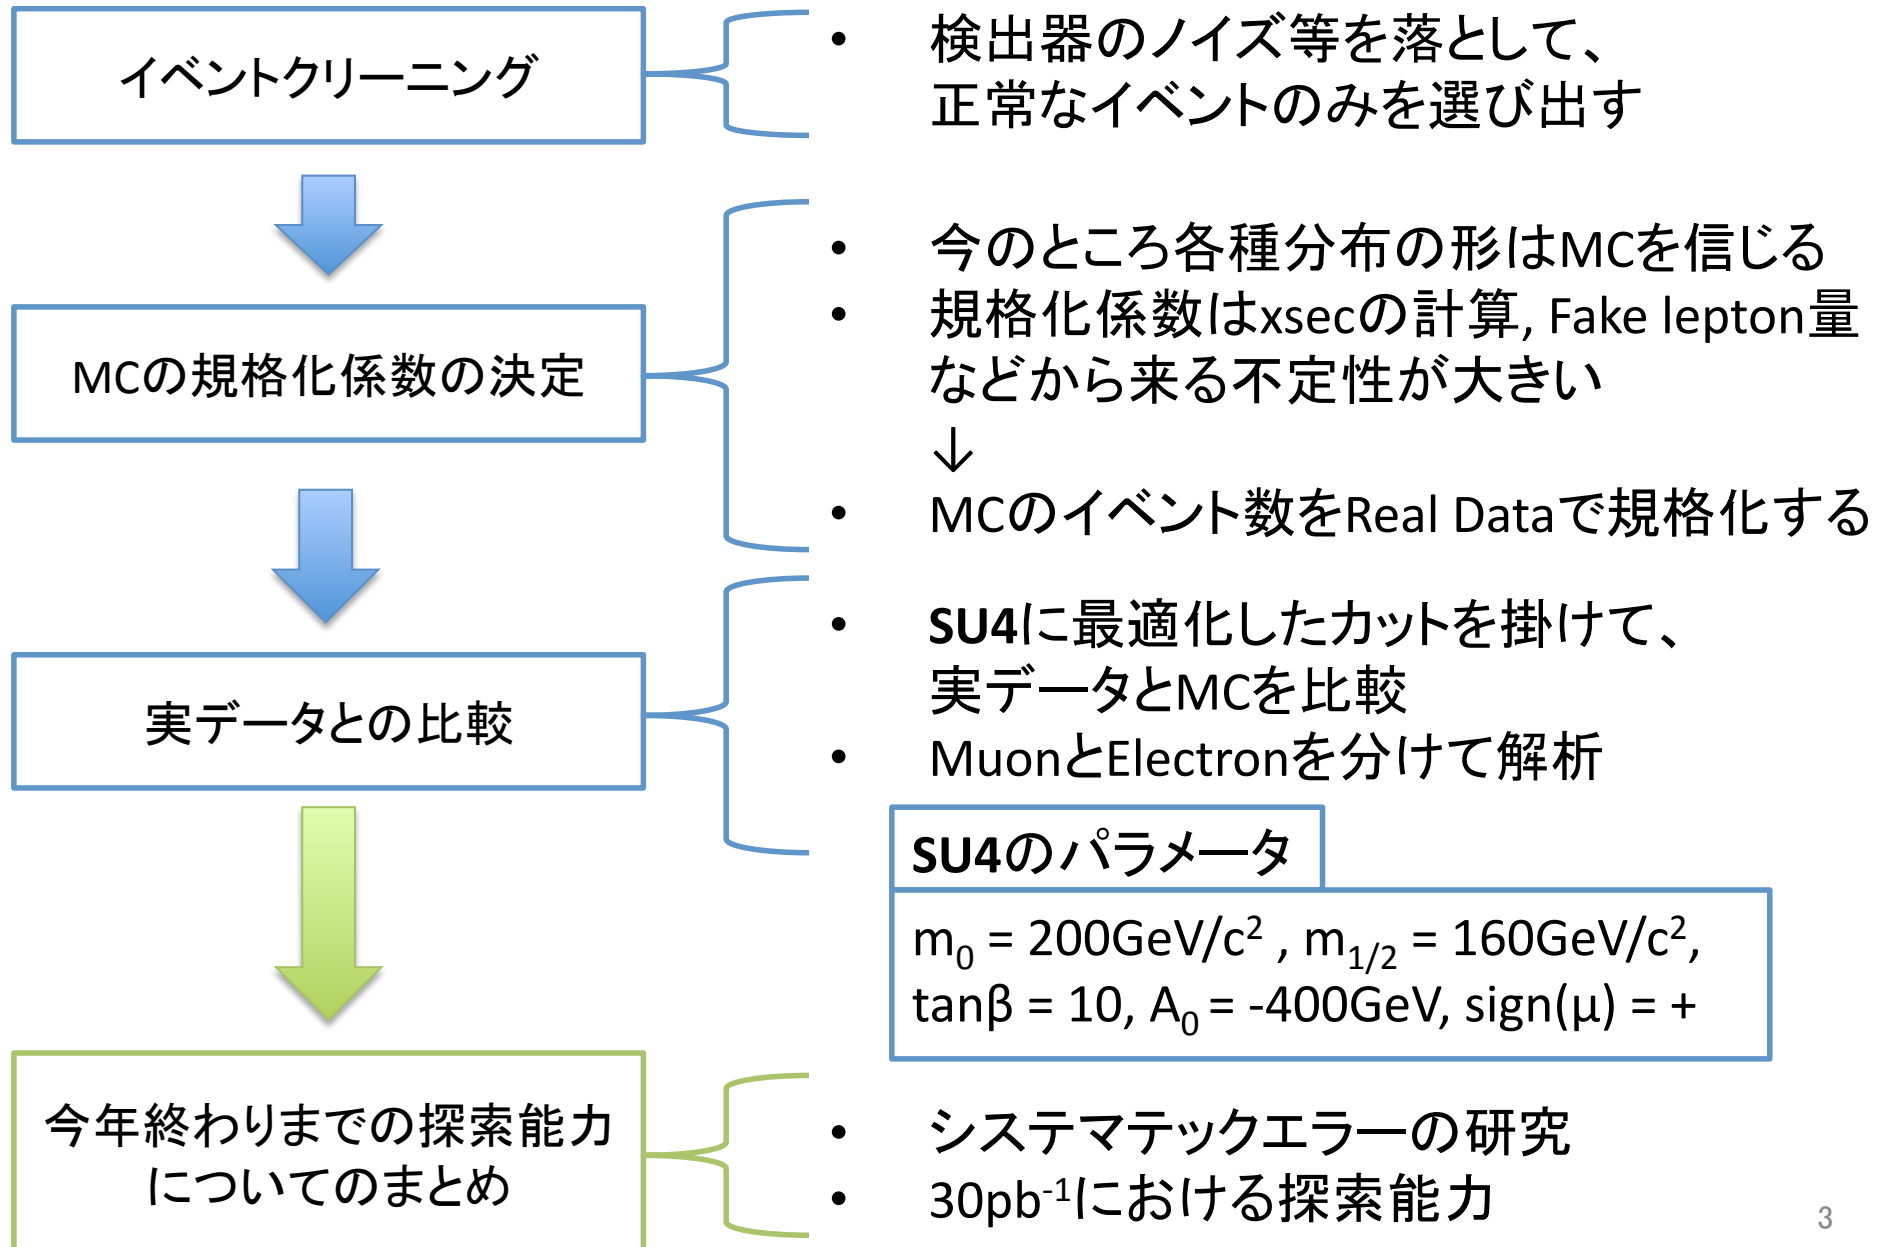 イベントクリーニング
• 検出器のノイズ等を落として、
正常なイベントのみを選び出す
MCの規格化係数の決定
• 今のところ各種分布の形はMCを信じる
• 規格化係数はxsecの計算, Fake lepton量
などから来る不定性が大きい
↓
• MCのイベント数をReal Dataで規格化する
実データとの比較
• SU4に最適化したカットを掛けて、
実データとMCを比較
• MuonとElectronを分けて解析
SU4のパラメータ
m₀ = 200GeV/c² , m₁/₂ = 160GeV/c²,
tanβ = 10, A₀ = -400GeV, sign(μ) = +
今年終わりまでの探索能力
についてのまとめ
• システマテックエラーの研究
• 30pb⁻¹における探索能力
3